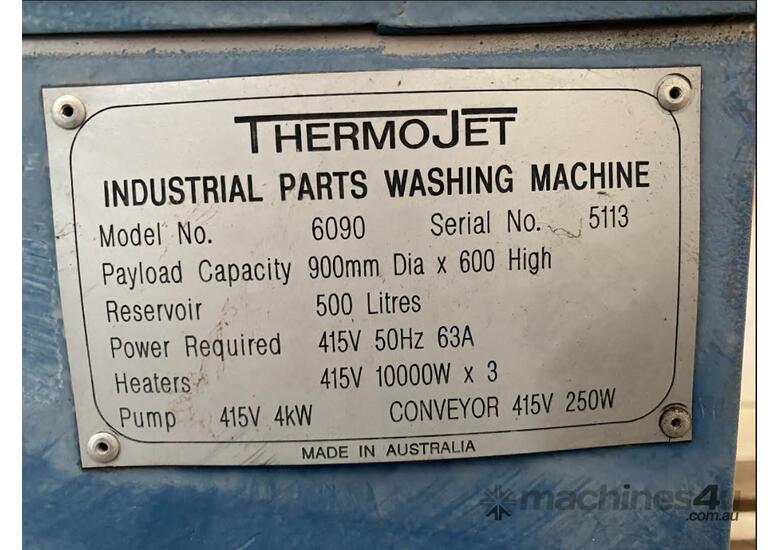 THERMOJET
INDUSTRIAL PARTS WASHING MACHINE
Model No. 6090 Serial No. 5113
Payload Capacity 900mm Dia x 600 High
Reservoir 500 Litres
Power Required 415V 50Hz 63A
Heaters 415V 10000W x 3
Pump 415V 4kW CONVEYOR 415V 250W
MADE IN AUSTRALIA
machines4u
.com.au